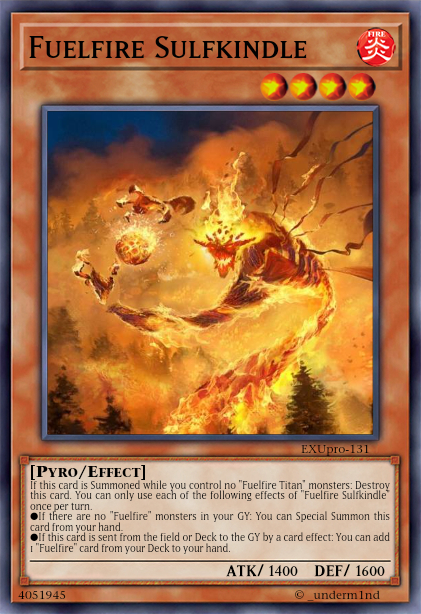 Fuelfire Sulfkindle
FIRE
炎
EXUpro-131
[Pyro/Effect]
If this card is Summoned while you control no "Fuelfire Titan" monsters: Destroy
this card. You can only use each of the following effects of "Fuelfire Sulfkindle"
once per turn.
●If there are no "Fuelfire" monsters in your GY: You can Special Summon this
card from your hand.
●If this card is sent from the field or Deck to the GY by a card effect: You can add
1 "Fuelfire" card from your Deck to your hand.
ATK/ 1400 DEF/ 1600
4051945 © _underm1nd